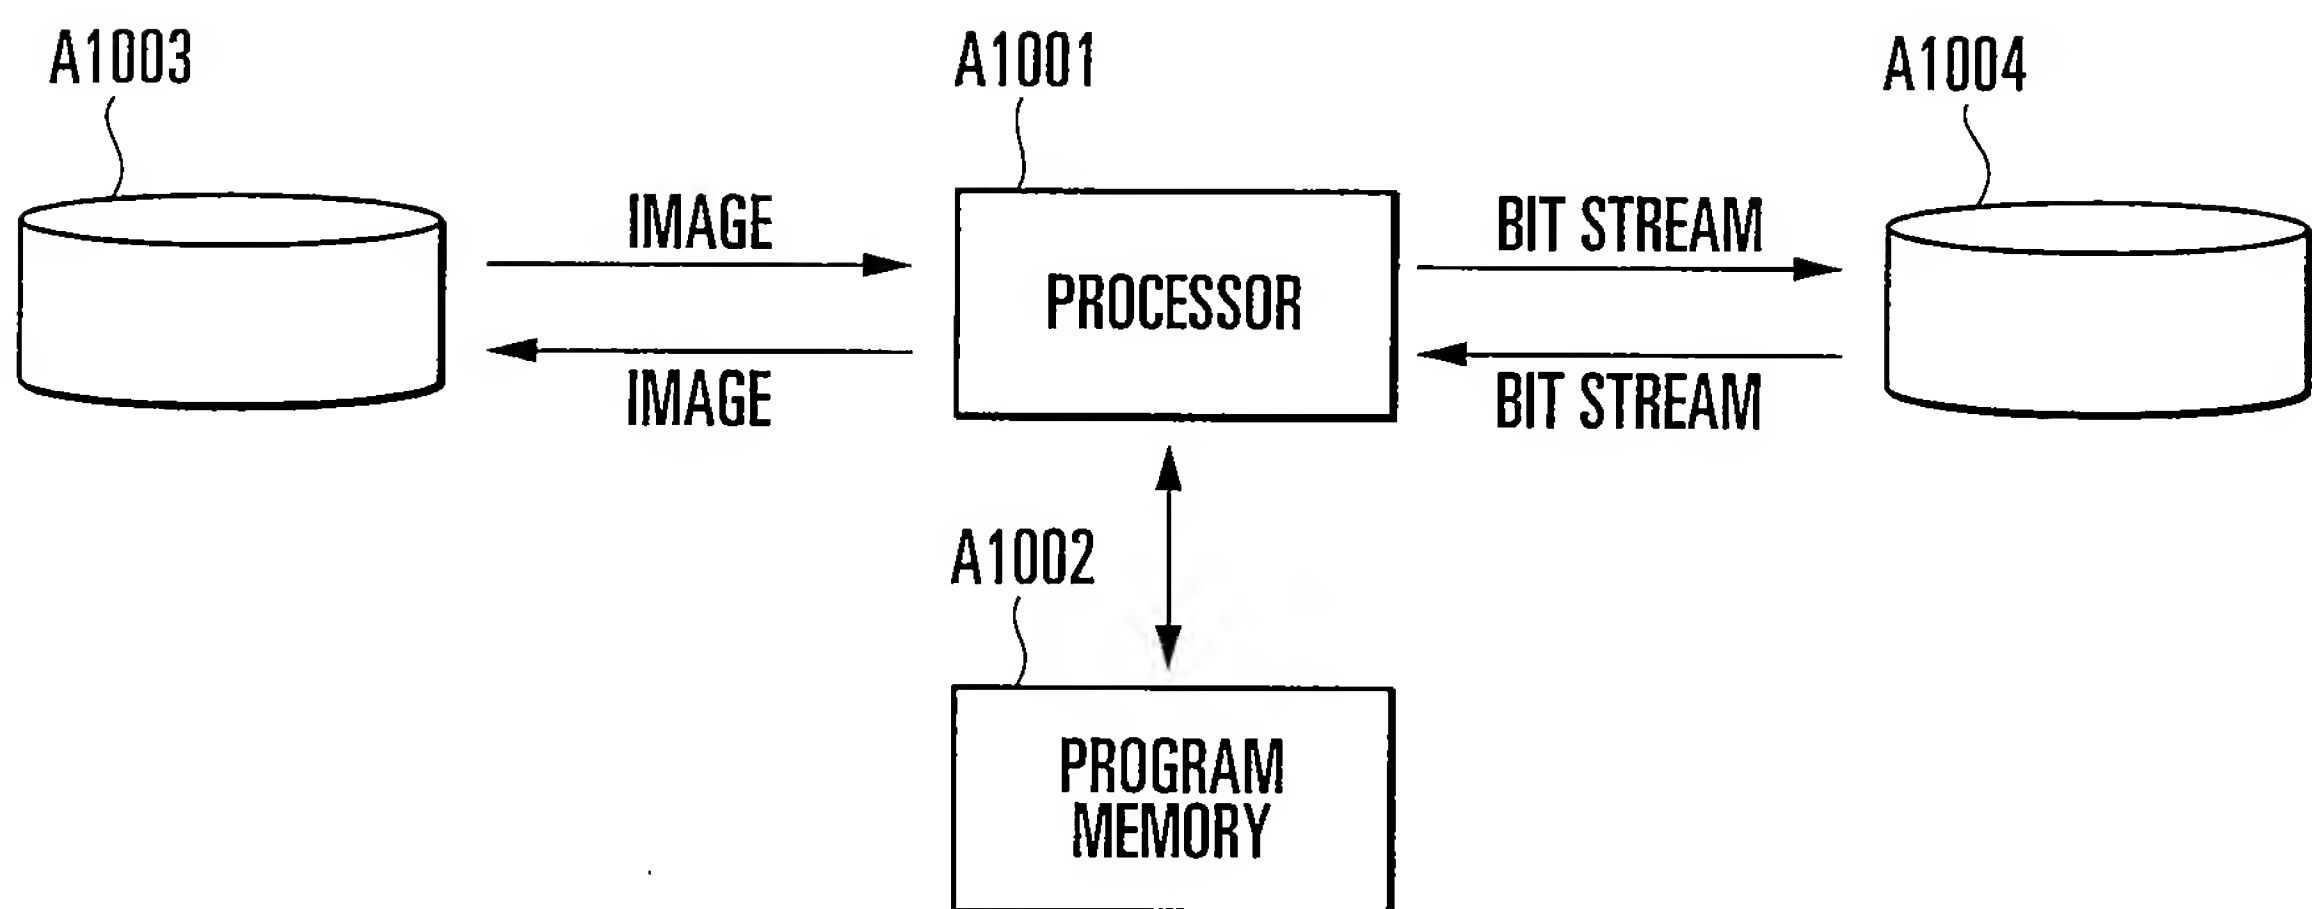 A1003
A1001
A1004
IMAGE
BIT STREAM
PROCESSOR
IMAGE
BIT STREAM
A1002
PROGRAM
MEMORY